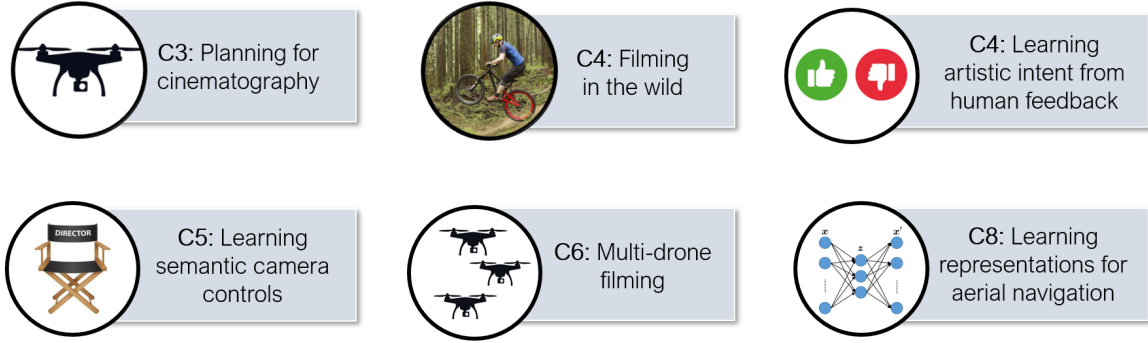 C3: Planning for
cinematography
C4: Filming
in the wild
C4: Learning
artistic intent from
human feedback
DIRECTOR
C5: Learning
semantic camera
controls
C6: Multi-drone
filming
x
z
x'
C8: Learning
representations for
aerial navigation